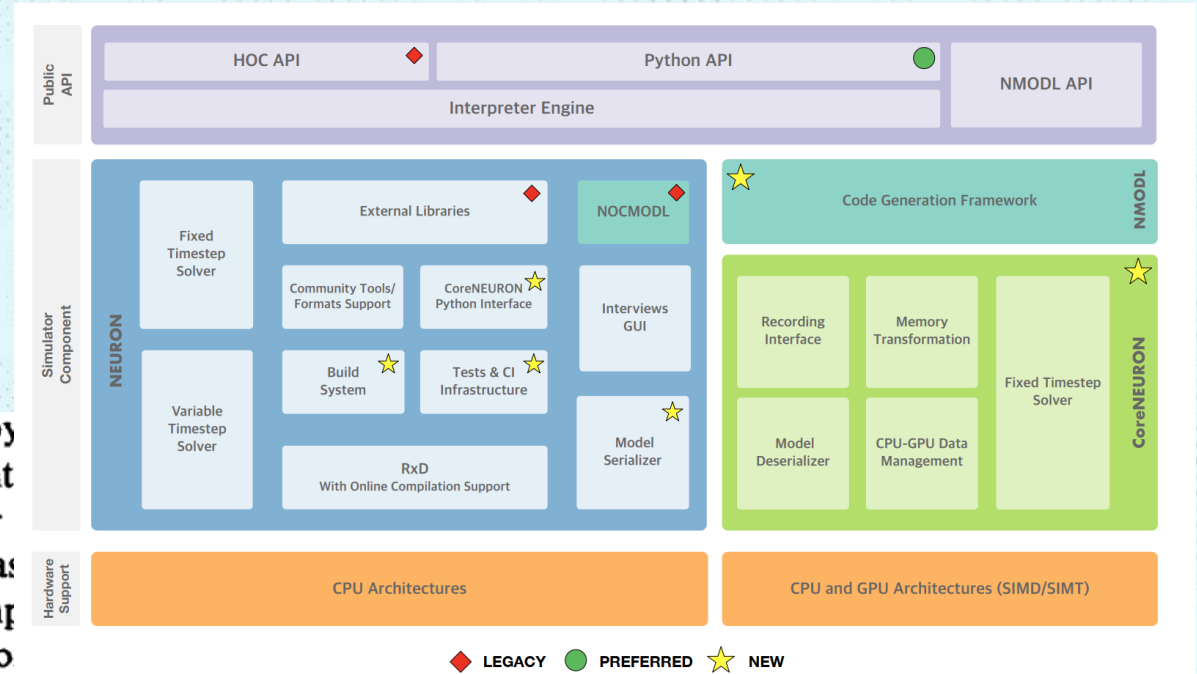 Public
API
HOC API
Python API
NMODL API
Interpreter Engine
Simulator
Component
NEURON
Fixed
Timestep
Solver
External Libraries
NOCMODL
Community Tools/
Formats Support
CoreNEURON
Python Interface
Interviews
GUI
Build
System
Tests & CI
Infrastructure
Variable
Timestep
Solver
Model
Serializer
RxD
With Online Compilation Support
Code Generation Framework
NMODL
Recording
Interface
Memory
Transformation
Fixed Timestep
Solver
Model
Deserializer
CPU-GPU Data
Management
CoreNEURON
Hardware
Support
CPU Architectures
CPU and GPU Architectures (SIMD/SIMT)
LEGACY
PREFERRED
NEW